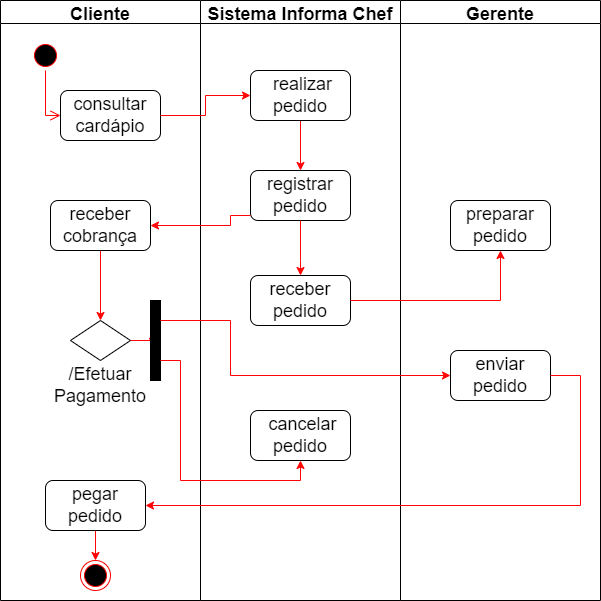 Cliente
Sistema Informa Chef
Gerente
consultar
cardápio
realizar
pedido
registrar
pedido
receber
cobrança
preparar
pedido
receber
pedido
/Efetuar
Pagamento
enviar
pedido
cancelar
pedido
pegar
pedido